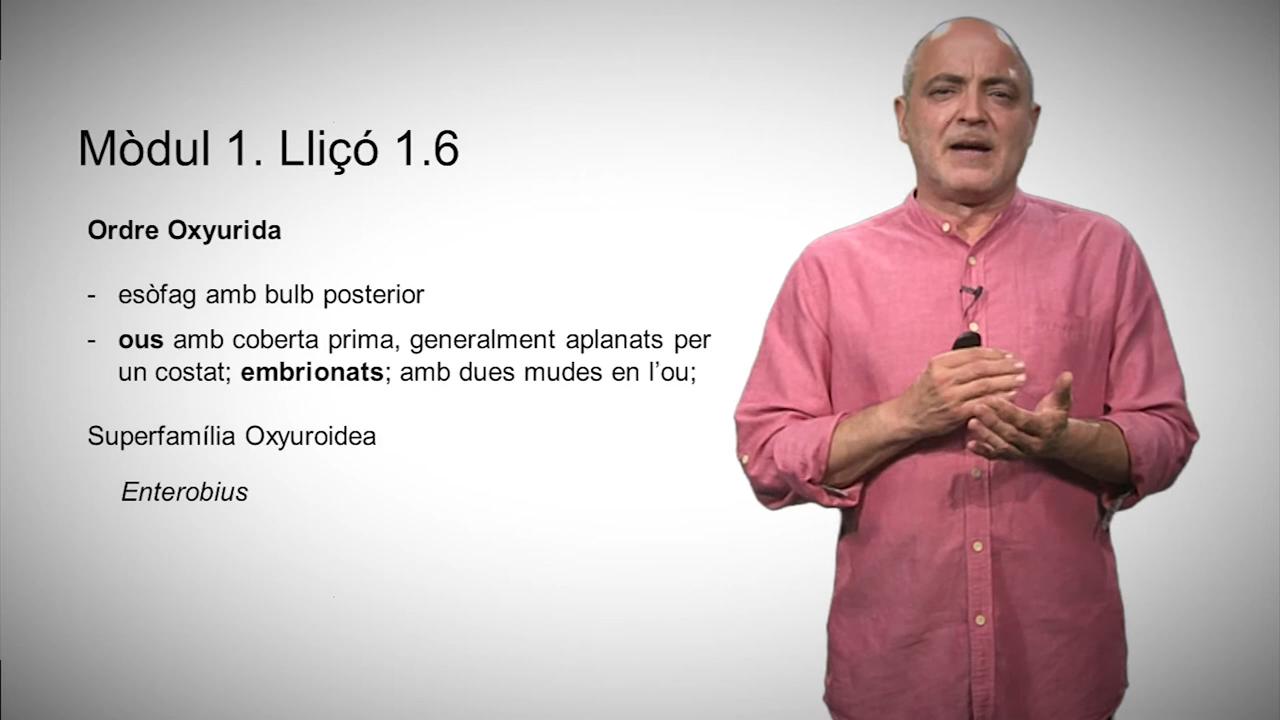 Mòdul 1. Lliçó 1.6
Ordre Oxyurida
- esòfag amb bulb posterior
- ous amb coberta prima, generalment aplanats per
un costat; embrionats; amb dues mudes en l’ou;
Superfamília Oxyuroidea
Enterobius